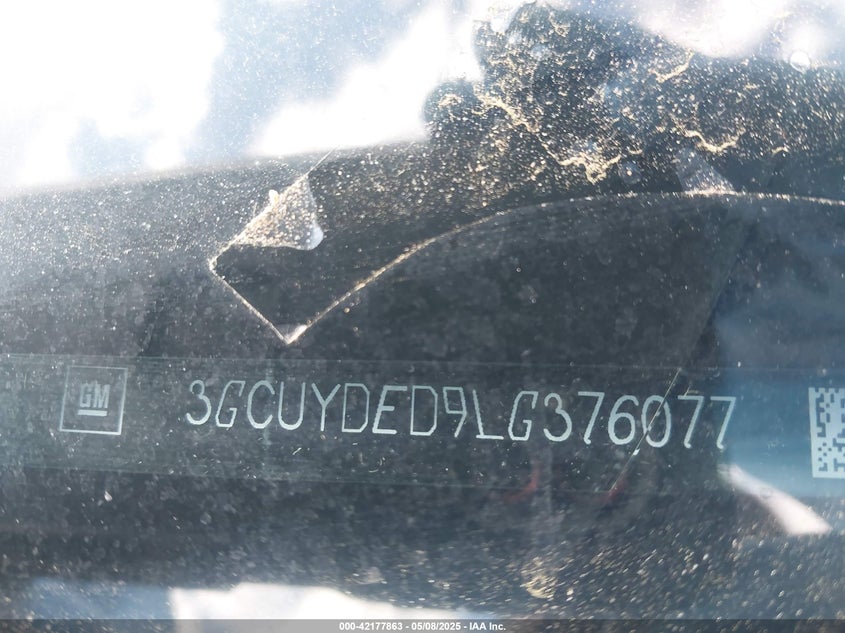 GM
3GCUYDED9LG376077
000-42177863 - 05/08/2025 - IAA Inc.